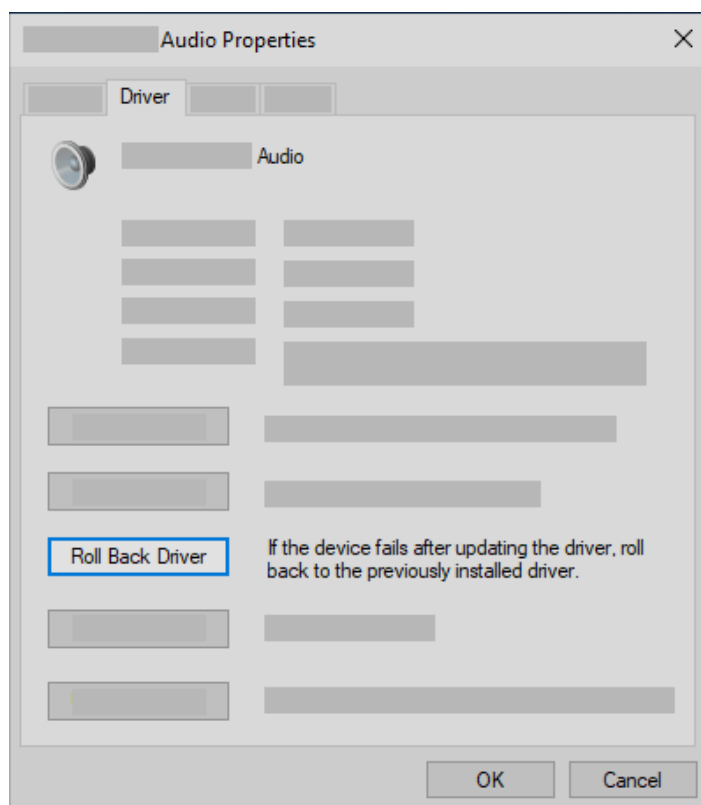 Audio Properties
Driver
Audio
Roll Back Driver
If the device fails after updating the driver, roll
back to the previously installed driver.
OK
Cancel